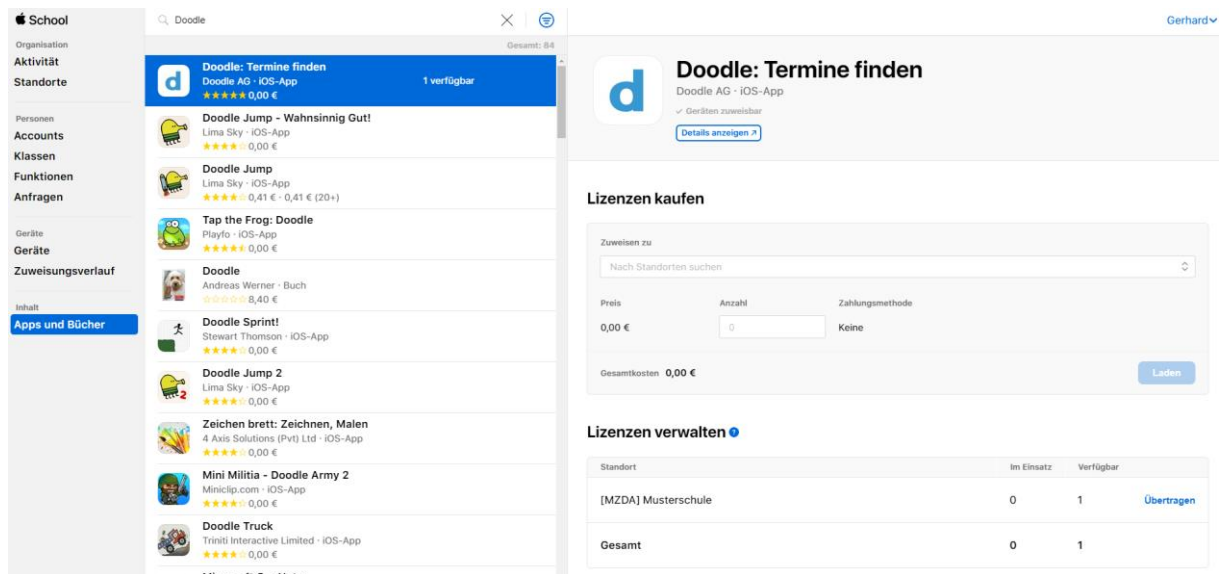 School
Organisation
Aktivität
Standorte
Personen
Accounts
Klassen
Funktionen
Anfragen
Geräte
Geräte
Zuweisungsverlauf
Inhalt
Apps und Bücher
Doodle
Gesamt: 84
d
Doodle: Termine finden
Doodle AG · iOS-App
★★★★★ 0,00 €
1 verfügbar
Doodle Jump - Wahnsinnig Gut!
Lima Sky · iOS-App
★★★★☆ 0,00 €
Doodle Jump
Lima Sky · iOS-App
★★★★☆ 0,41 € · 0,41 € (20+)
Tap the Frog: Doodle
Playfo · iOS-App
0,00 €
Doodle
Andreas Werner · Buch
☆☆☆☆☆ 8,40 €
Doodle Sprint!
Stewart Thomson · iOS-App
★★★★☆ 0,00 €
Doodle Jump 2
Lima Sky · iOS-App
★★★★☆ 0,00 €
2
Zeichen brett: Zeichnen, Malen
4 Axis Solutions (Pvt) Ltd · iOS-App
★★★★☆ 0,00 €
Mini Militia - Doodle Army 2
Miniclip.com · iOS-App
★★★★☆ 0,00 €
Doodle Truck
Triniti Interactive Limited · iOS-App
★★★★☆ 0,00 €
Gerhard
d
Doodle: Termine finden
Doodle AG · iOS-App
✓ Geräten zuweisbar
Details anzeigen ↗
Lizenzen kaufen
Zuweisen zu
Nach Standorten suchen
Preis Anzahl Zahlungsmethode
0,00 € 0 Keine
Gesamtkosten 0,00 €
Laden
Lizenzen verwalten
Standort Im Einsatz Verfügbar
[MZDA] Musterschule 0 1 Übertragen
Gesamt 0 1